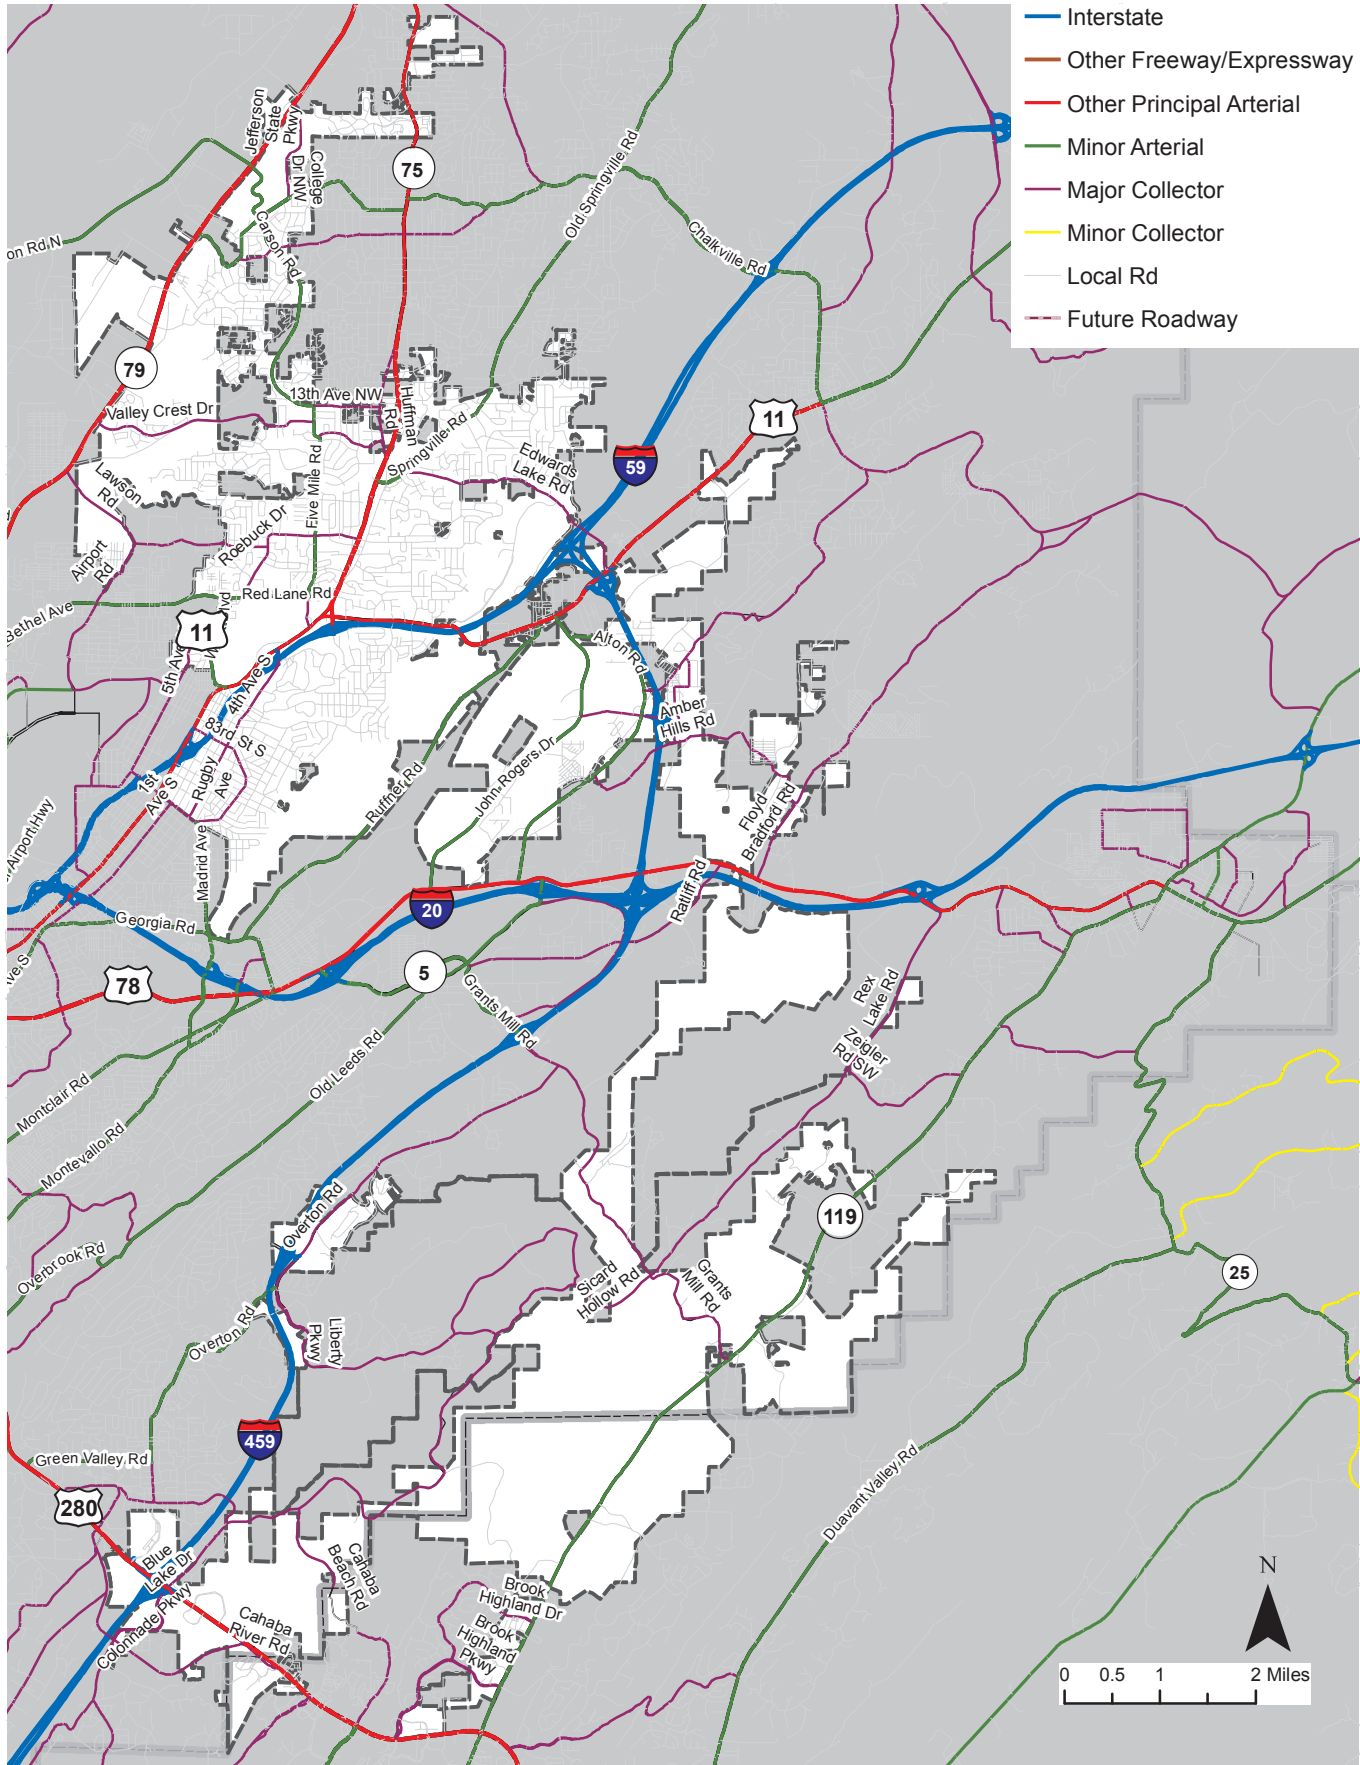 Interstate
Other Freeway/Expressway
Other Principal Arterial
Minor Arterial
Major Collector
Minor Collector
Local Rd
Future Roadway
Jefferson
State
Pkwy
College
Dr NW
75
Old Springville Rd
Carson Rd
Chalkville Rd
on Rd N
79
13th Ave NW
Huffman
Rd
Valley Crest Dr
Springville Rd
11
Edwards
Lake Rd
59
Lawson
Rd
Five Mile Rd
Roebuck Dr
Airport
Rd
Red Lane Rd
Bethel Ave
11
lvd
5th Ave
4th Ave S
Alton Rd
Amber
Hills Rd
83rd St S
Rugby
Ave
1st
Ave S
John Rogers Dr
Ruffner Rd
Floyd
Bradford Rd
Airport Hwy
Madrid Ave
Ratliff Rd
20
Georgia Rd
ve S
78
5
Grants Mill Rd
Rex
Lake Rd
Zeigler
Rd SW
Old Leeds Rd
Montclair Rd
Montevallo Rd
Overton Rd
119
Overbrook Rd
Sicard
Hollow Rd
Grants
Mill Rd
25
Overton Rd
Liberty
Pkwy
459
Green Valley Rd
280
Duavant Valley Rd
Blue
Lake Dr
Cahaba
Beach Rd
Colonnade Pkwy
Cahaba
River Rd
Brook
Highland Dr
Brook
Highland
Pkwy
N
0 0.5 1 2 Miles